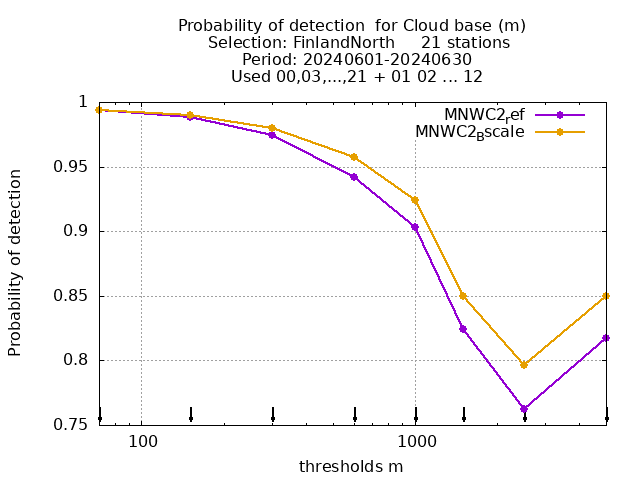 Probability of detection  for Cloud base (m)
Selection: FinlandNorth     21 stations
Period: 20240601-20240630
Used 00,03,...,21 + 01 02 ... 12
MNWC2ref
MNWC2Bscale
1
0.95
0.9
0.85
0.8
0.75
Probability of detection
100
1000
thresholds m